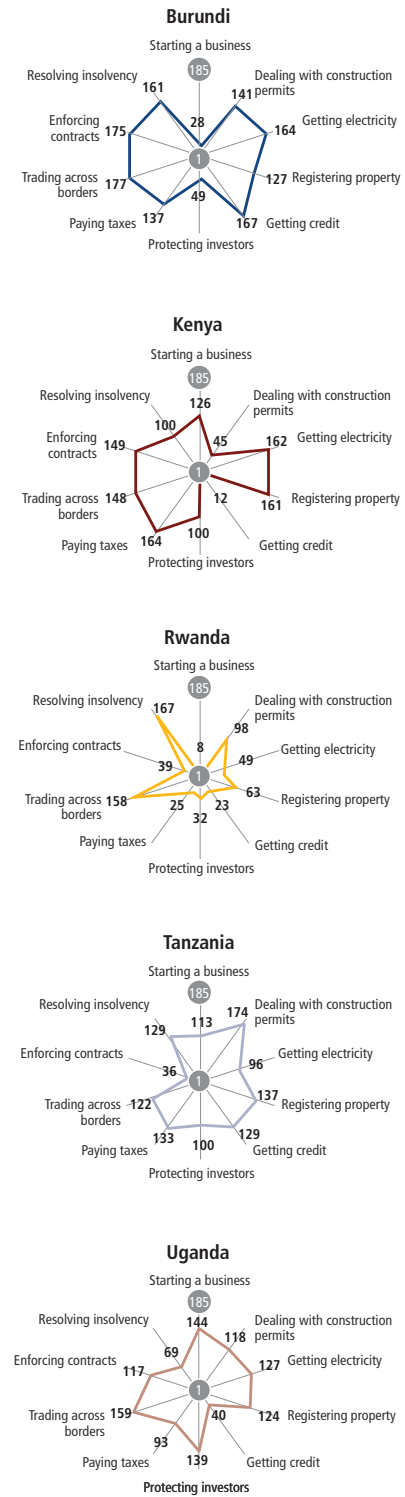 Burundi
Starting a business
185
Resolving insolvency
161
Dealing with construction
permits
141
28
Enforcing
contracts
175
Getting electricity
164
1
Trading across
borders
177
127
Registering property
49
Paying taxes
137
167
Getting credit
Protecting investors
Kenya
Starting a business
185
Resolving insolvency
126
Dealing with construction
permits
100
45
Enforcing
contracts
149
162
Getting electricity
1
Trading across
borders
148
12
161
Registering property
Paying taxes
164
100
Getting credit
Protecting investors
Rwanda
Starting a business
185
Resolving insolvency
167
Dealing with construction
permits
98
Enforcing contracts
39
8
49
Getting electricity
1
Trading across
borders
158
25
32
23
63
Registering property
Paying taxes
Getting credit
Protecting investors
Tanzania
Starting a business
185
Resolving insolvency
129
113
174
Dealing with construction
permits
Enforcing contracts
36
96
Getting electricity
1
Trading across
borders
122
137
Registering property
Paying taxes
133
100
129
Getting credit
Protecting investors
Uganda
Starting a business
185
144
Resolving insolvency
69
118
Dealing with construction
permits
Enforcing contracts
117
127
Getting electricity
1
Trading across
borders
159
40
124
Registering property
Paying taxes
93
139
Getting credit
Protecting investors